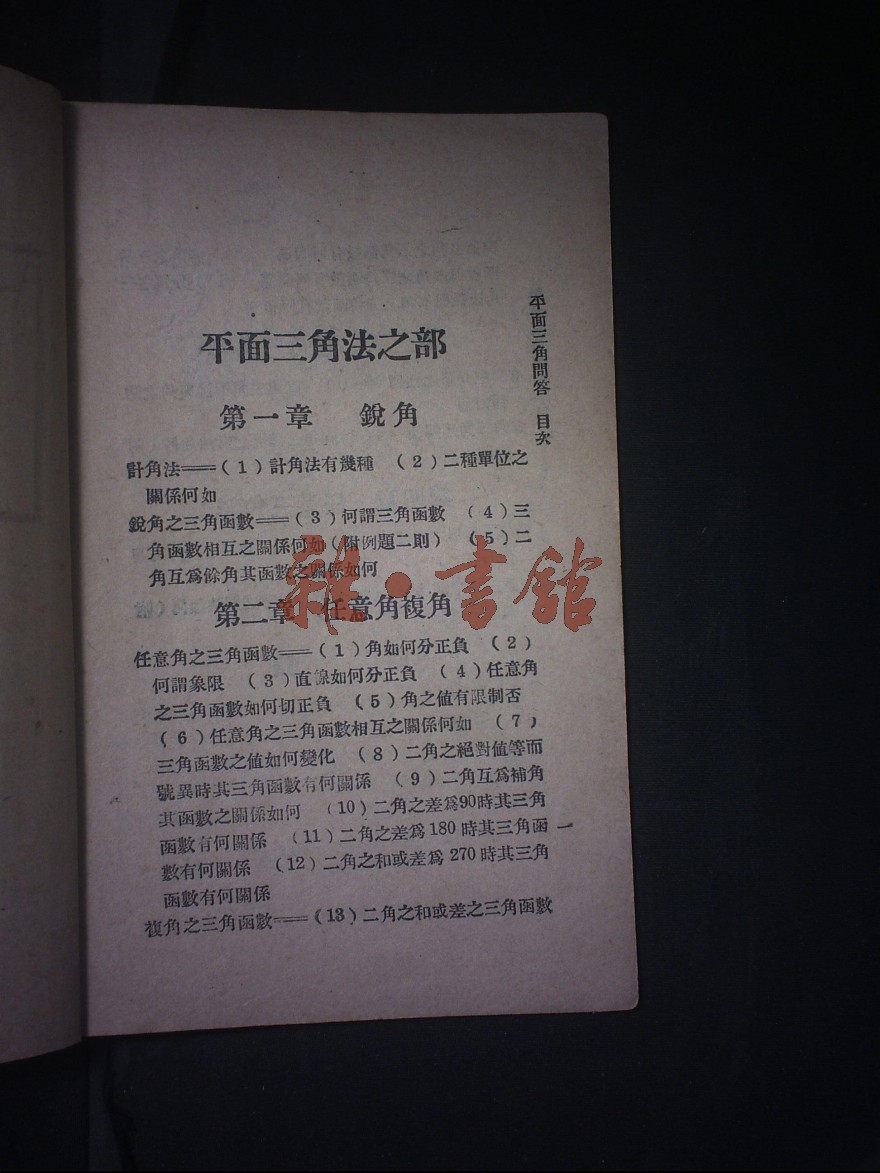 平面三角法之部
第一章　銳角
計角法══(1)計角法有幾種　(2)二種單位之
關係何如
銳角之三角函數══(3)何謂三角函數　(4)三
角函數相互之關係何如(附例題二則)　(5)二
角互爲餘角其函數之關係如何
第二章　任意角複角
任意角之三角函數══(1)角如何分正負　(2)
何謂象限　(3)直線如何分正負　(4)任意角
之三角函數如何切正負　(5)角之值有限制否
(6)任意角之三角函數相互之關係何如　(7)
三角函數之值如何變化　(8)二角之絕對值等而
號異時其三角函數有何關係　(9)二角互爲補角
其函數之關係如何　(10)二角之差爲90時其三角
函數有何關係　(11)二角之差爲180時其三角函
數有何關係　(12)二角之和或差爲270時其三角
函數有何關係
複角之三角函數══(13)二角之和或差之三角函數
平面三角問答　目次
一
雜·書館